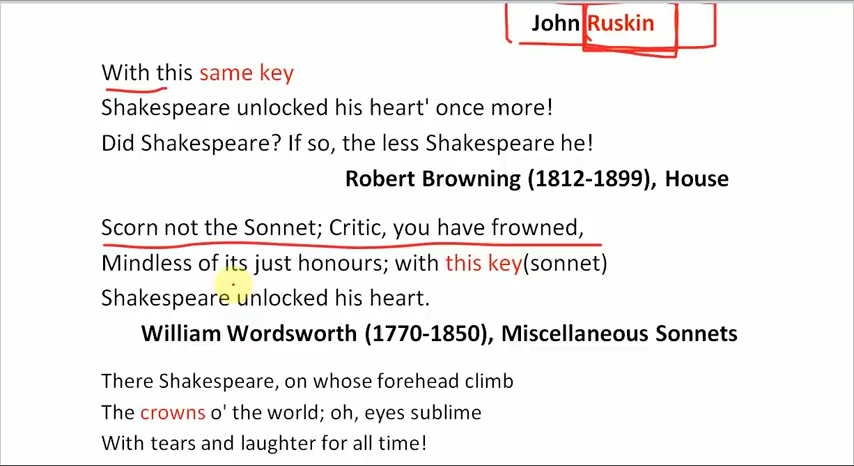 John Ruskin
With this same key
Shakespeare unlocked his heart' once more!
Did Shakespeare? If so, the less Shakespeare he!
Robert Browning (1812-1899), House
Scorn not the Sonnet; Critic, you have frowned,
Mindless of its just honours; with this key(sonnet)
Shakespeare unlocked his heart.
William Wordsworth (1770-1850), Miscellaneous Sonnets
There Shakespeare, on whose forehead climb
The crowns o' the world; oh, eyes sublime
With tears and laughter for all time!